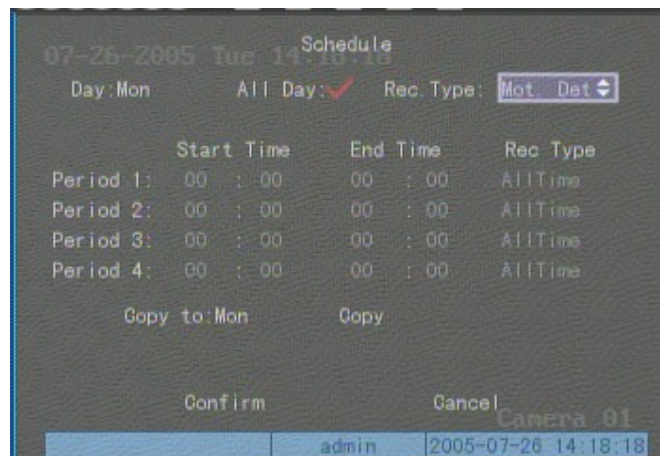 Schedule
07-26-2005 Tue 14:18:18
Day:Mon All Day: Rec.Type: Mot. Det
Start Time End Time Rec Type
Period 1: 00 : 00 00 : 00 AllTime
Period 2: 00 : 00 00 : 00 AllTime
Period 3: 00 : 00 00 : 00 AllTime
Period 4: 00 : 00 00 : 00 AllTime
Copy to:Mon Copy
Confirm Cancel
Camera 01
admin 2005-07-26 14:18:18